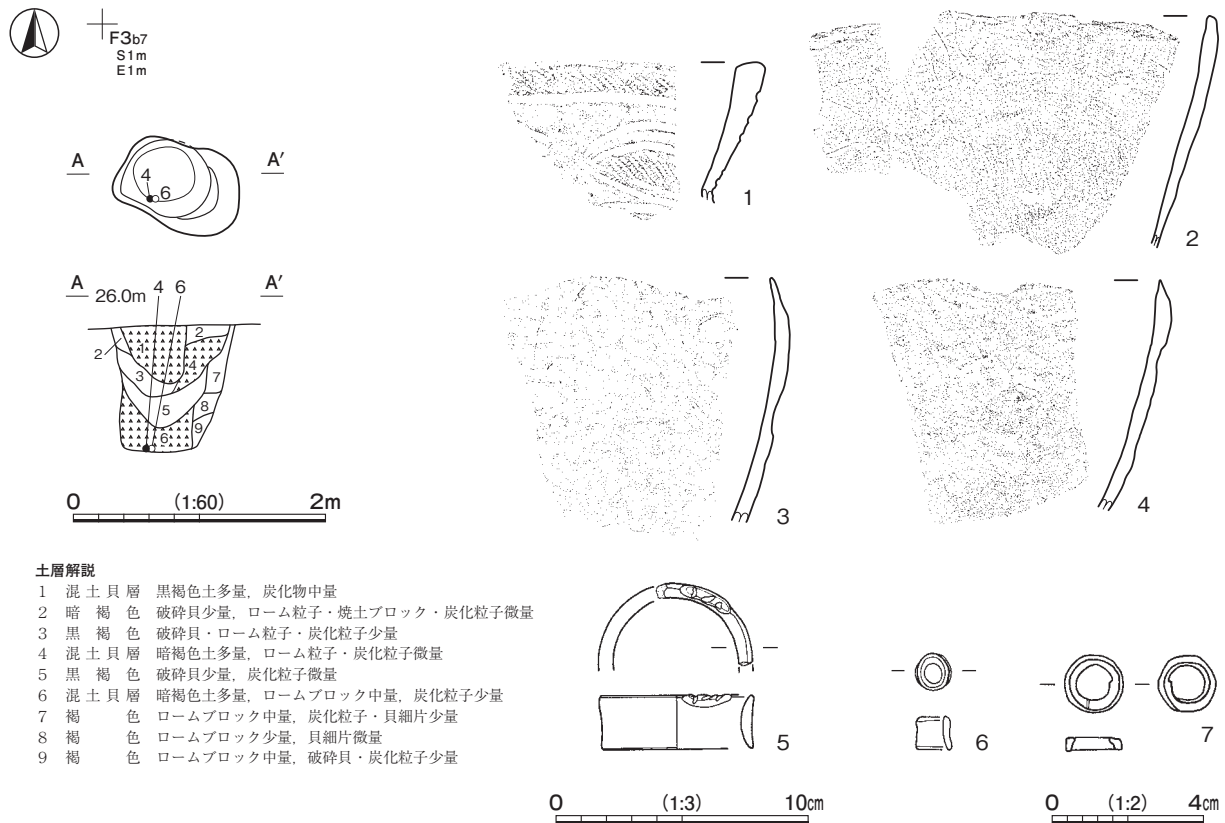 F3b7
S1m
E1m
A A′
4
6
A 26.0m 4 6 A′
2
2 1
4
3 7
5 8
6 9
0 (1:60) 2m
1
2
3
4
土層解説
1 混土貝層 黒褐色土多量，炭化物中量
2 暗褐色 破砕貝少量，ローム粒子・焼土ブロック・炭化粒子微量
3 黒褐色 破砕貝・ローム粒子・炭化粒子少量
4 混土貝層 暗褐色土多量，ローム粒子・炭化粒子微量
5 黒褐色 破砕貝少量，炭化粒子微量
6 混土貝層 暗褐色土多量，ロームブロック中量，炭化粒子少量
7 褐色 ロームブロック中量，炭化粒子・貝細片少量
8 褐色 ロームブロック少量，貝細片微量
9 褐色 ロームブロック中量，破砕貝・炭化粒子少量
5
6
7
0 (1:3) 10cm
0 (1:2) 4cm